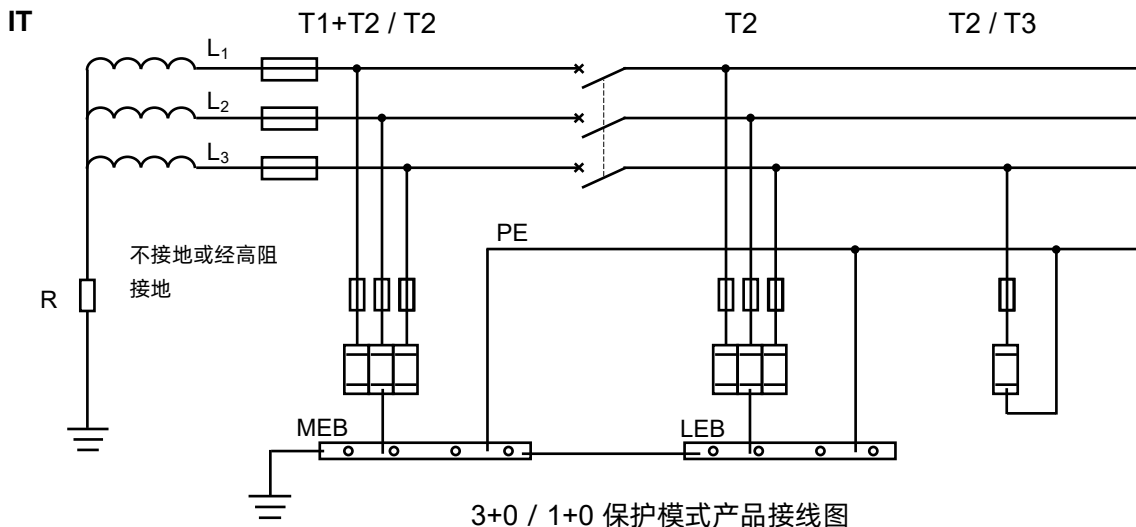 IT
T1+T2 / T2
T2
T2 / T3
L1
L2
L3
PE
不接地或经高阻
接地
R
MEB
LEB
3+0 / 1+0 保护模式产品接线图